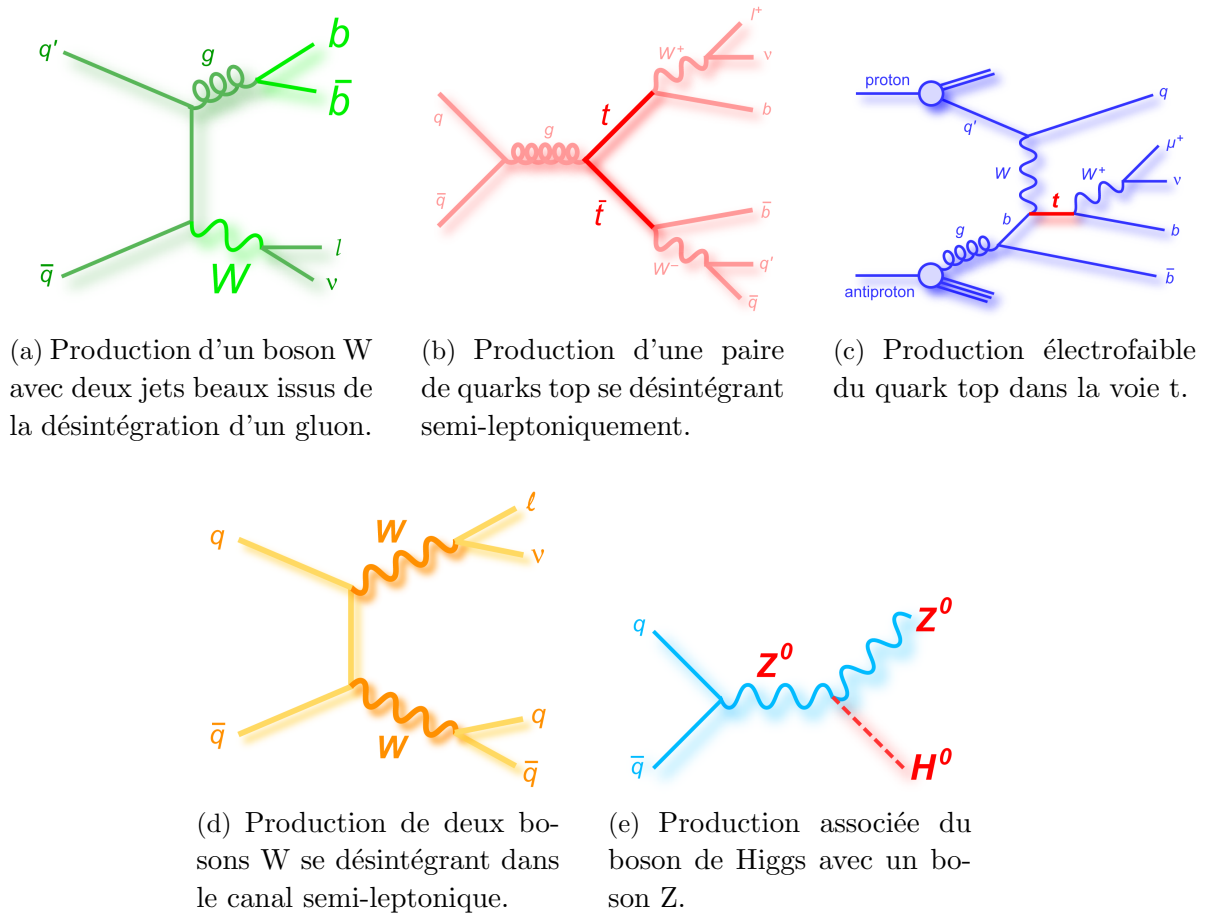 q'
g
b
b̄
q̄
W
l
ν
q
q̄
g
t
t̄
W⁺
l⁺
ν
b
b̄
W⁻
q'
q̄
proton
q'
q
W
μ⁺
W⁺
ν
t
b
b
g
b̄
antiproton
(a) Production d'un boson W
avec deux jets beaux issus de
la désintégration d'un gluon.
(b) Production d'une paire
de quarks top se désintégrant
semi-leptoniquement.
(c) Production électrofaible
du quark top dans la voie t.
q
W
ℓ
ν
q̄
W
q
q̄
q
Z⁰
Z⁰
q̄
H⁰
(d) Production de deux bo-
sons W se désintégrant dans
le canal semi-leptonique.
(e) Production associée du
boson de Higgs avec un bo-
son Z.